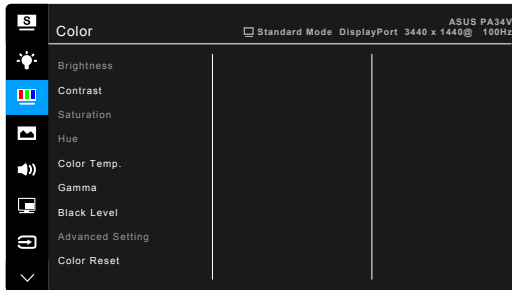 S
Color
ASUS PA34V
Standard Mode DisplayPort 3440 x 1440@ 100Hz
Brightness
Contrast
Saturation
Hue
Color Temp.
Gamma
Black Level
Advanced Setting
Color Reset